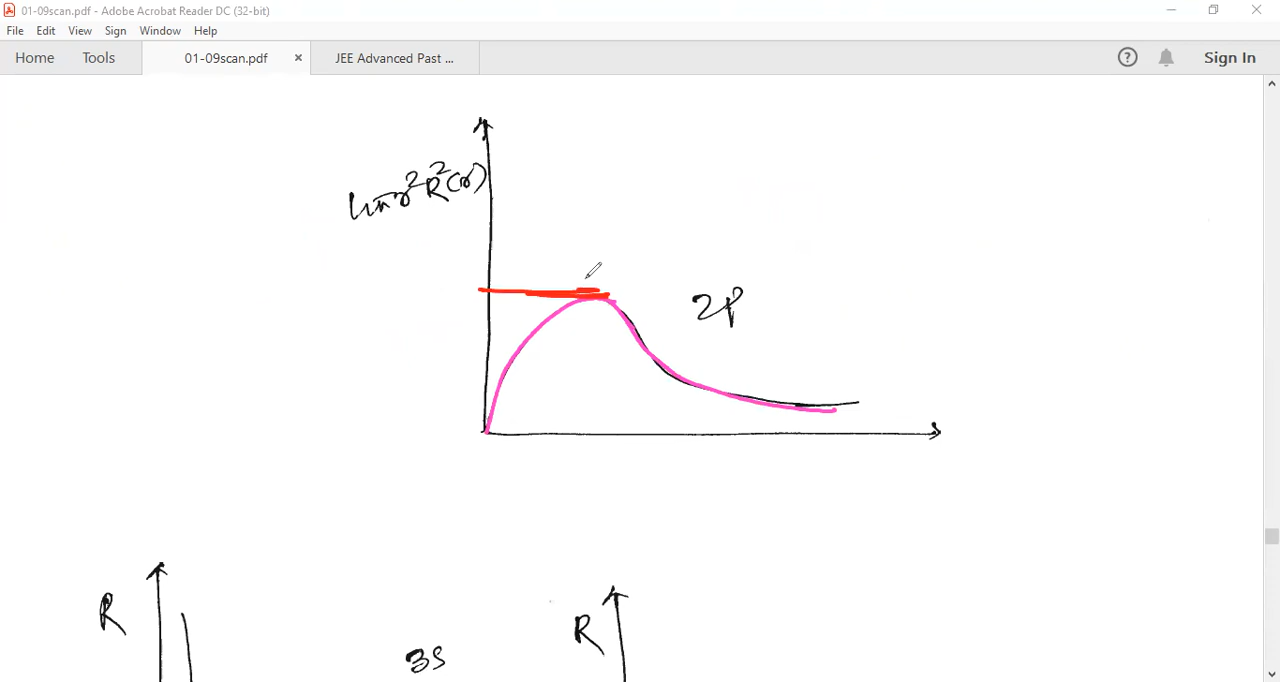 01-09scan.pdf - Adobe Acrobat Reader DC (32-bit)
File Edit View Sign Window Help
Home Tools 01-09scan.pdf × JEE Advanced Past ... ? Sign In
4πr²R²(r)
2p
R
R
3s